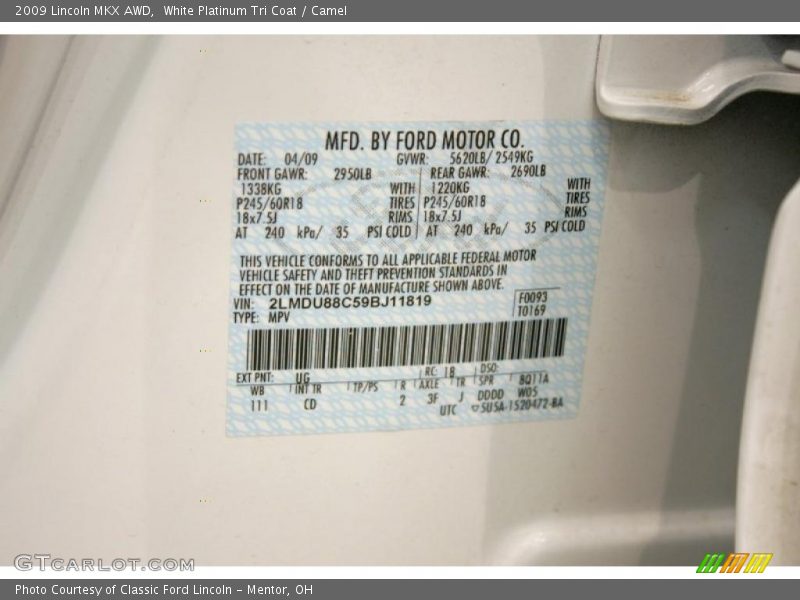 2009 Lincoln MKX AWD,  White Platinum Tri Coat / Camel
MFD. BY FORD MOTOR CO.
DATE: 04/09 GVWR: 5620LB/ 2549KG
FRONT GAWR: 2950LB REAR GAWR: 2690LB
1338KG WITH 1220KG WITH
P245/60R18 TIRES P245/60R18 TIRES
18x7.5J RIMS 18x7.5J RIMS
AT 240 kPa/ 35 PSI COLD AT 240 kPa/ 35 PSI COLD
THIS VEHICLE CONFORMS TO ALL APPLICABLE FEDERAL MOTOR
VEHICLE SAFETY AND THEFT PREVENTION STANDARDS IN
EFFECT ON THE DATE OF MANUFACTURE SHOWN ABOVE.
VIN: 2LMDU88C59BJ11819 F0093
TYPE: MPV T0169
EXT PNT: UG RC: 18 DSO:
WB INT TR TP/PS R AXLE TR SPR 8Q11A
111 CD 2 3F J DDDD WO5
UTC 5U5A-1520472-BA
GTCARLOT.COM
Photo Courtesy of Classic Ford Lincoln - Mentor, OH